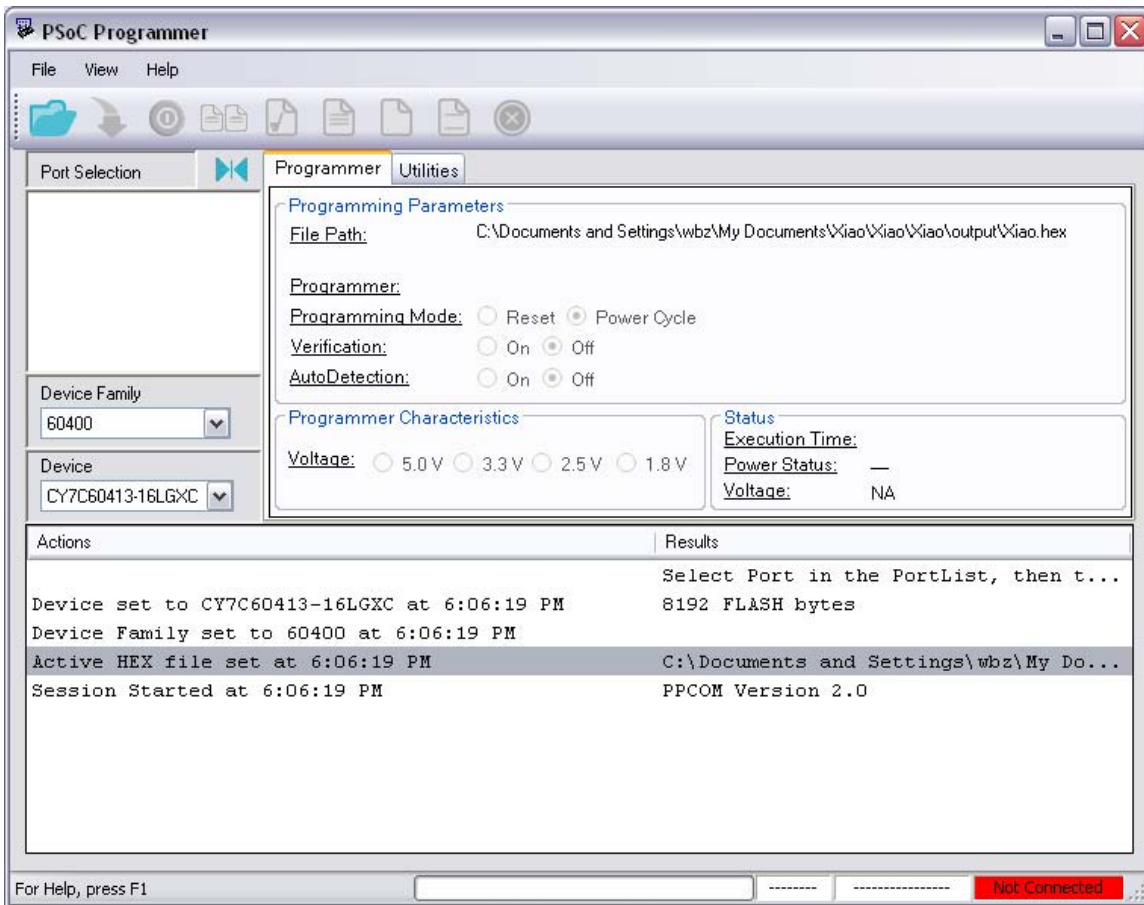 PSoC Programmer
File View Help
Port Selection
Programmer Utilities
Programming Parameters
File Path: C:\Documents and Settings\wbz\My Documents\Xiao\Xiao\Xiao\output\Xiao.hex
Programmer:
Programming Mode: Reset Power Cycle
Verification: On Off
AutoDetection: On Off
Device Family
60400
Programmer Characteristics
Voltage: 5.0 V 3.3 V 2.5 V 1.8 V
Status
Execution Time:
Power Status: —
Voltage: NA
Device
CY7C60413-16LGXC
Actions Results
Select Port in the PortList, then t...
Device set to CY7C60413-16LGXC at 6:06:19 PM 8192 FLASH bytes
Device Family set to 60400 at 6:06:19 PM
Active HEX file set at 6:06:19 PM C:\Documents and Settings\wbz\My Do...
Session Started at 6:06:19 PM PPCOM Version 2.0
For Help, press F1 -------- ---------------- Not Connected